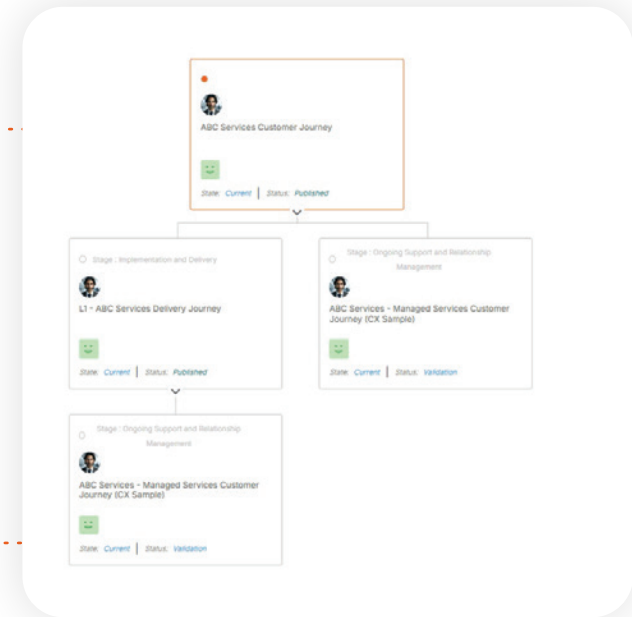 ABC Services Customer Journey
State: Current | Status: Published
Stage : Implementation and Delivery
L1 - ABC Services Delivery Journey
State: Current | Status: Published
Stage : Ongoing Support and Relationship
Management
ABC Services - Managed Services Customer
Journey (CX Sample)
State: Current | Status: Validation
Stage : Ongoing Support and Relationship
Management
ABC Services - Managed Services Customer
Journey (CX Sample)
State: Current | Status: Validation